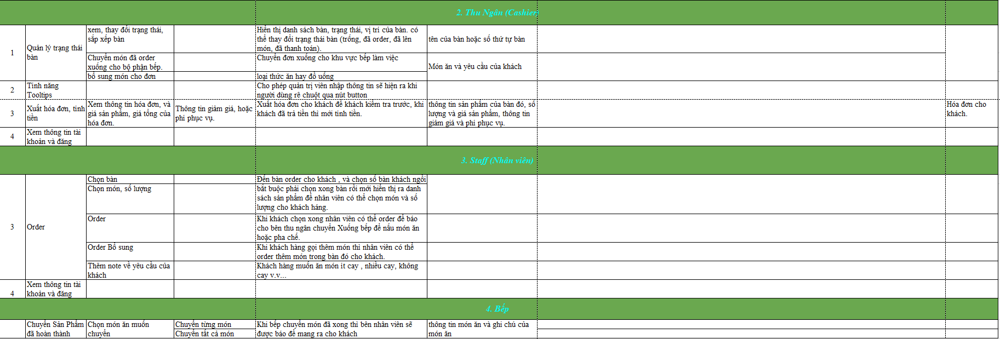 2. Thu Ngân (Cashier)
1
Quản lý trạng thái
bàn
xem, thay đổi trạng thái,
sắp xếp bàn
Hiển thị danh sách bàn, trạng thái, vị trí của bàn. có
thể thay đổi trạng thái bàn (trống, đã order, đã lên
món, đã thanh toán).
tên của bàn hoặc số thứ tự bàn
Chuyển món đã order
xuống cho bộ phận bếp.
Chuyển đơn xuống cho khu vực bếp làm việc
Món ăn và yêu cầu của khách
bổ sung món cho đơn
loại thức ăn hay đồ uống
2
Tính năng
Tooltips
Cho phép quản trị viên nhập thông tin sẽ hiện ra khi
người dùng rê chuột qua nút button
3
Xuất hóa đơn, tính
tiền
Xem thông tin hóa đơn, và
giá sản phẩm, giá tổng của
hóa đơn.
Thông tin giảm giá, hoặc
phí phục vụ.
Xuất hóa đơn cho khách để khách kiểm tra trước, khi
khách đã trả tiền thì mới tính tiền.
thông tin sản phẩm của bàn đó, số
lượng và giá sản phẩm, thông tin
giảm giá và phí phục vụ.
Hóa đơn cho
khách.
4
Xem thông tin tài
khoản và đăng
3. Staff (Nhân viên)
3
Order
Chọn bàn
Đến bàn order cho khách , và chọn số bàn khách ngồi
Chọn món, số lượng
bắt buộc phải chọn xong bàn rồi mới hiển thị ra danh
sách sản phẩm để nhân viên có thể chọn món và số
lượng cho khách háng.
Order
Khi khách chọn xong nhân viên có thể order để báo
cho bên thu ngân chuyển Xuống bếp để nấu món ăn
hoặc pha chế.
Order Bổ sung
Khi khách hàng gọi thêm món thì nhân viên có thể
order thêm món trong bàn đó cho khách.
Thêm note về yêu cầu của
khách
Khách hàng muốn ăn món ít cay , nhiều cay, không
cay v.v...
4
Xem thông tin tài
khoản và đăng
4. Bếp
Chuyển Sản Phẩm
đã hoàn thành
Chọn món ăn muốn
chuyển
Chuyển từng món
Chuyển tất cả món
Khi bếp chuyển món đã xong thì bên nhân viên sẽ
được báo để mang ra cho khách
thông tin món ăn và ghi chú của
món ăn